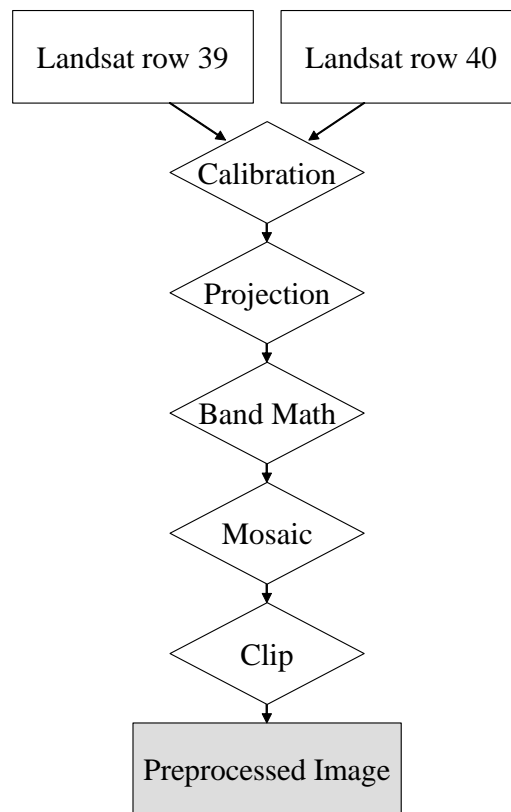 Landsat row 39
Landsat row 40
Calibration
Projection
Band Math
Mosaic
Clip
Preprocessed Image